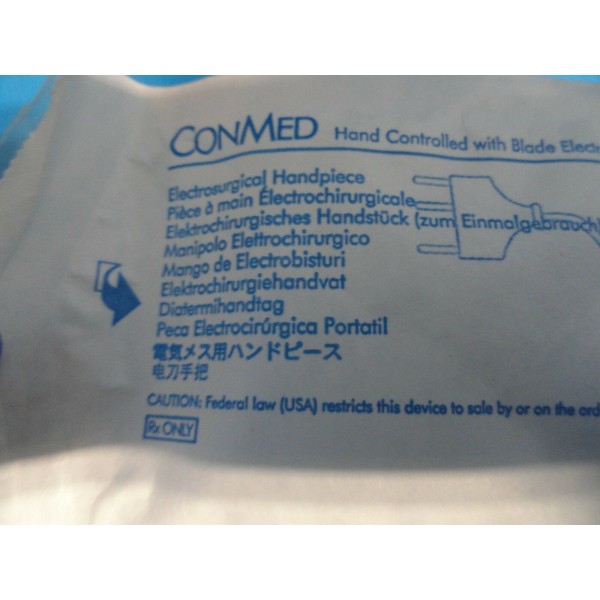 CONMED Hand Controlled with Blade Electr
Electrosurgical Handpiece
Pièce à main Électrochirurgicale
Elektrochirurgisches Handstück (zum Einmalgebrauch)
Manipolo Elettrochirurgico
Mango de Electrobisturi
Elektrochirurgiehandvat
Diatermihandtag
Peca Electrocirúrgica Portatil
電気メス用ハンドピース
电刀手把
CAUTION: Federal law (USA) restricts this device to sale by or on the ord
Rx ONLY